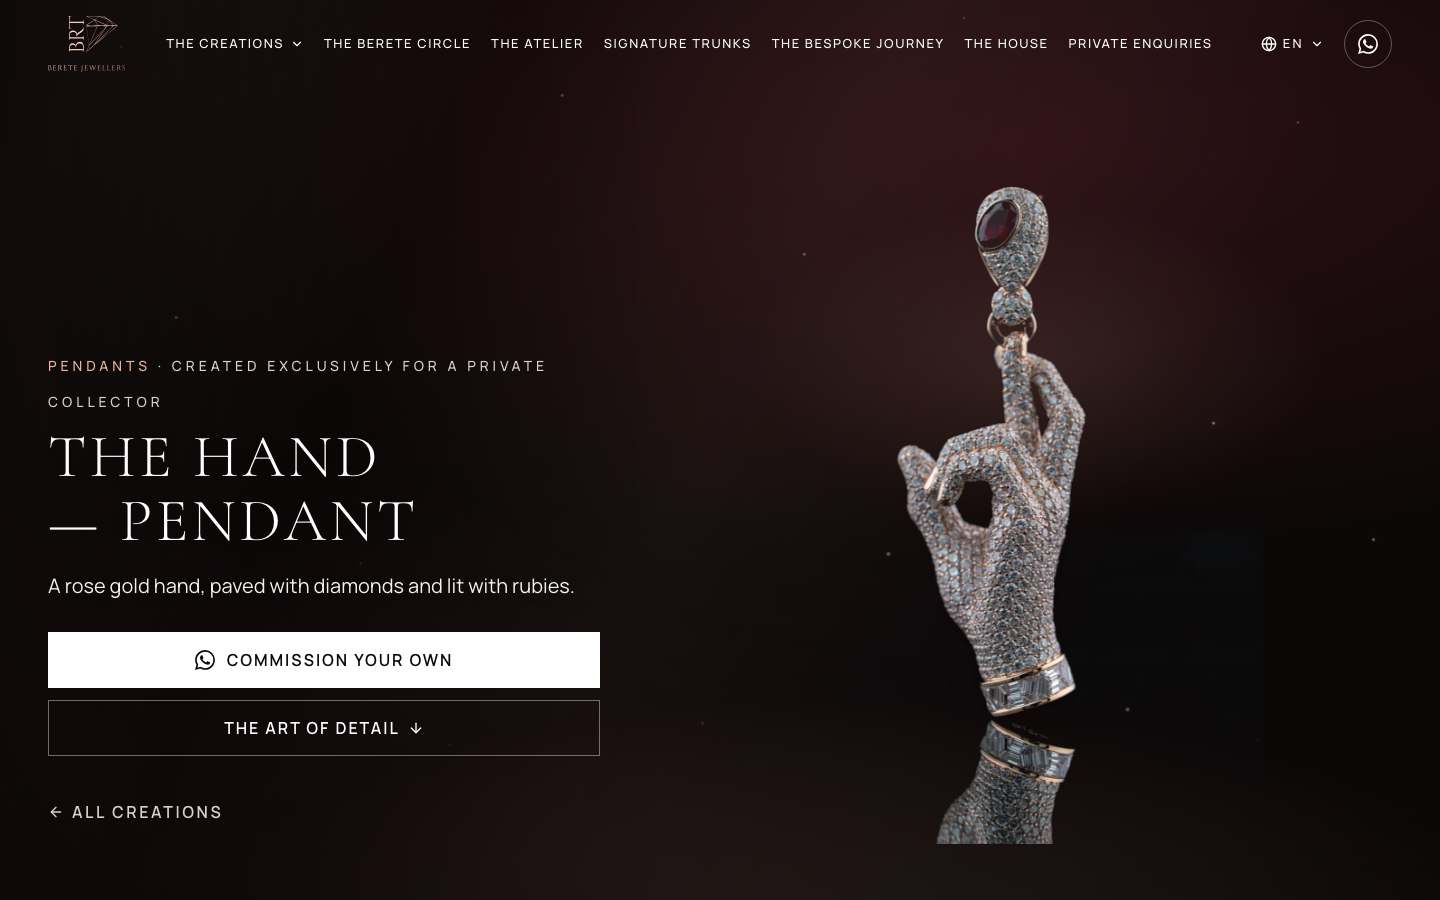 BRT
BERETE JEWELLERS
THE CREATIONS
THE BERETE CIRCLE
THE ATELIER
SIGNATURE TRUNKS
THE BESPOKE JOURNEY
THE HOUSE
PRIVATE ENQUIRIES
EN
PENDANTS · CREATED EXCLUSIVELY FOR A PRIVATE
COLLECTOR
THE HAND
— PENDANT
A rose gold hand, paved with diamonds and lit with rubies.
COMMISSION YOUR OWN
THE ART OF DETAIL ↓
← ALL CREATIONS